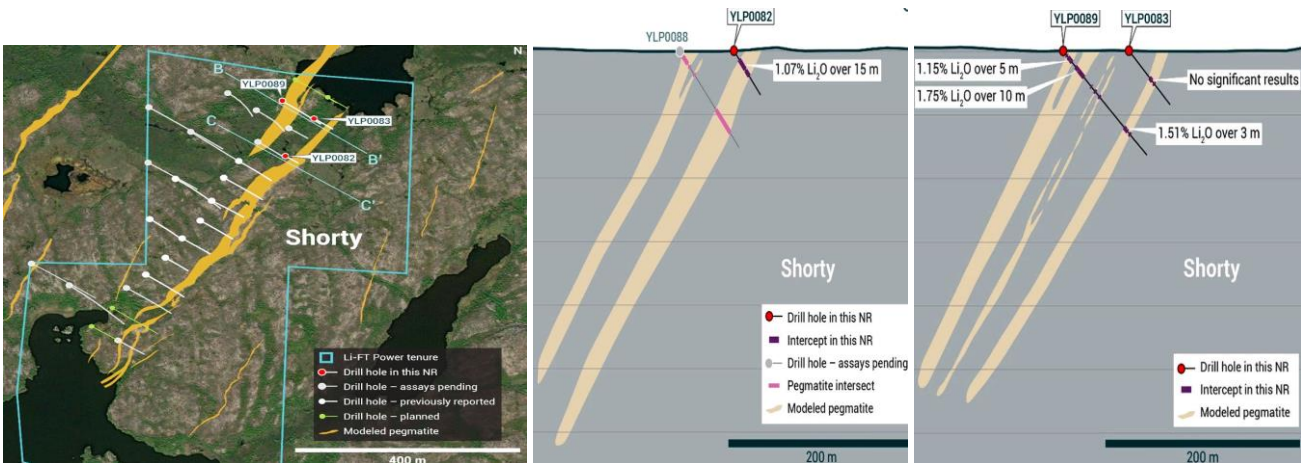 N
B
YLP0089
YLP0083
C
YLP0082
B'
C'
Shorty
Li-FT Power tenure
Drill hole in this NR
Drill hole – assays pending
Drill hole – previously reported
Drill hole – planned
Modeled pegmatite
400 m
YLP0088
YLP0082
1.07% Li₂O over 15 m
Shorty
Drill hole in this NR
Intercept in this NR
Drill hole – assays pending
Pegmatite intersect
Modeled pegmatite
200 m
YLP0089
YLP0083
1.15% Li₂O over 5 m
1.75% Li₂O over 10 m
No significant results
1.51% Li₂O over 3 m
Shorty
Drill hole in this NR
Intercept in this NR
Modeled pegmatite
200 m